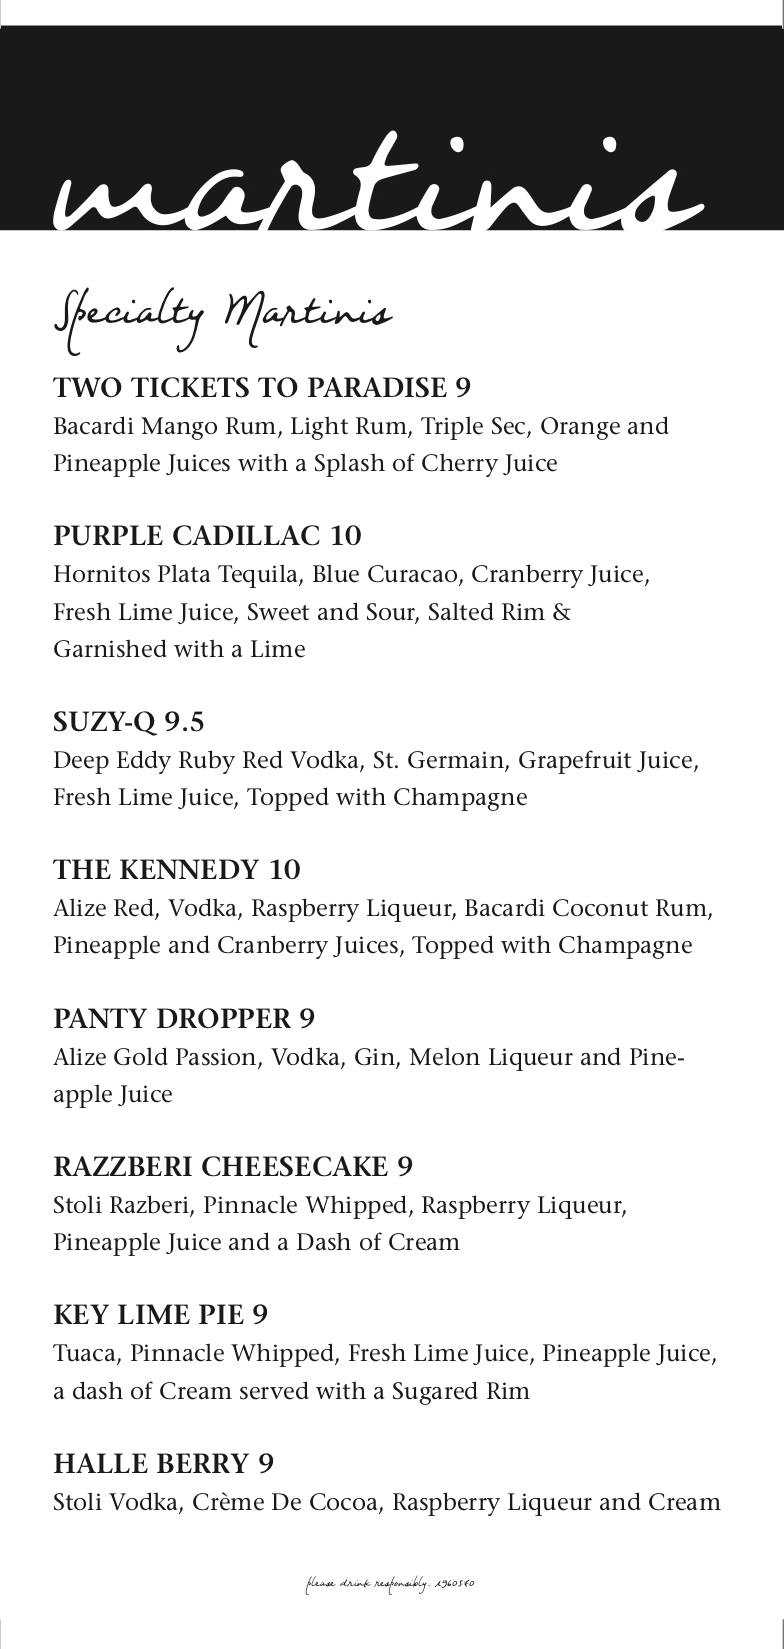 martinis
Specialty Martinis
TWO TICKETS TO PARADISE 9
Bacardi Mango Rum, Light Rum, Triple Sec, Orange and
Pineapple Juices with a Splash of Cherry Juice
PURPLE CADILLAC 10
Hornitos Plata Tequila, Blue Curacao, Cranberry Juice,
Fresh Lime Juice, Sweet and Sour, Salted Rim &
Garnished with a Lime
SUZY-Q 9.5
Deep Eddy Ruby Red Vodka, St. Germain, Grapefruit Juice,
Fresh Lime Juice, Topped with Champagne
THE KENNEDY 10
Alize Red, Vodka, Raspberry Liqueur, Bacardi Coconut Rum,
Pineapple and Cranberry Juices, Topped with Champagne
PANTY DROPPER 9
Alize Gold Passion, Vodka, Gin, Melon Liqueur and Pine-
apple Juice
RAZZBERI CHEESECAKE 9
Stoli Razberi, Pinnacle Whipped, Raspberry Liqueur,
Pineapple Juice and a Dash of Cream
KEY LIME PIE 9
Tuaca, Pinnacle Whipped, Fresh Lime Juice, Pineapple Juice,
a dash of Cream served with a Sugared Rim
HALLE BERRY 9
Stoli Vodka, Crème De Cocoa, Raspberry Liqueur and Cream
please drink responsibly.